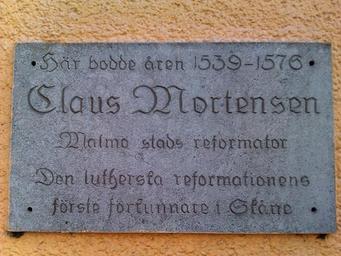 Här bodde åren 1539-1576
Claus Mortensen
Malmö stads reformator
Den lutherska reformationens
förste förkunnare i Skåne